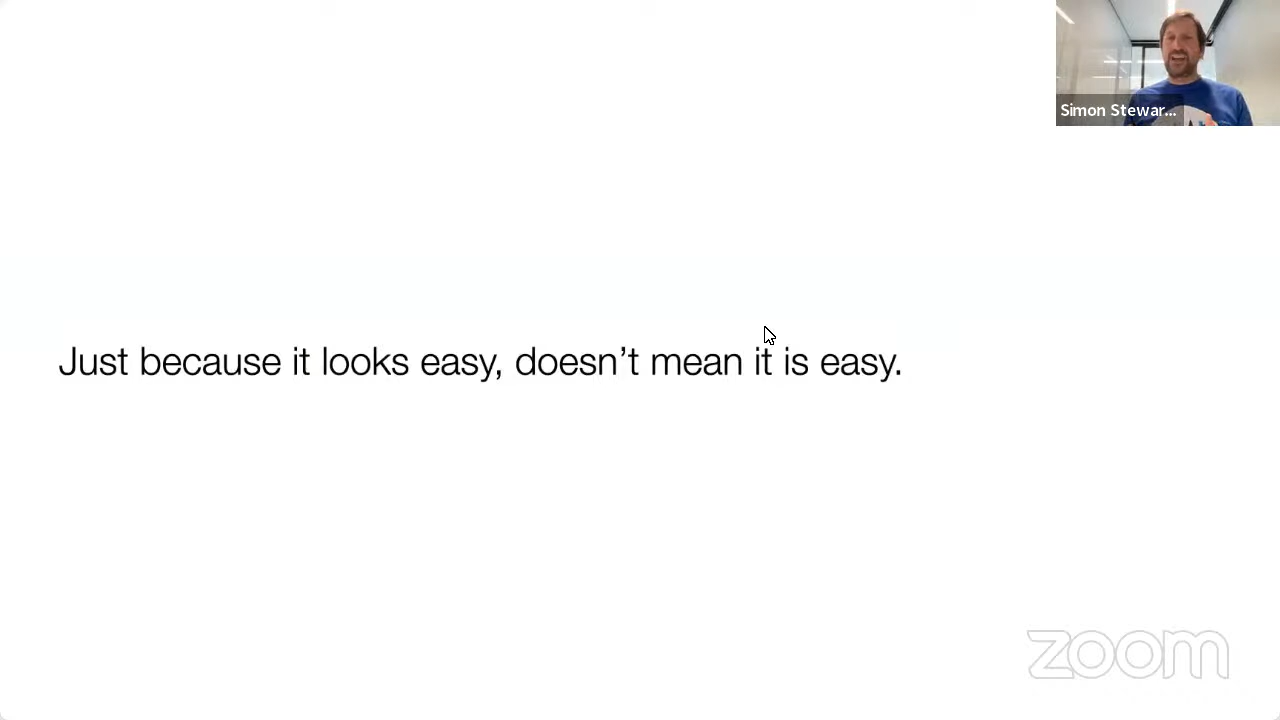 Simon Stewar...
Just because it looks easy, doesn’t mean it is easy.
zoom